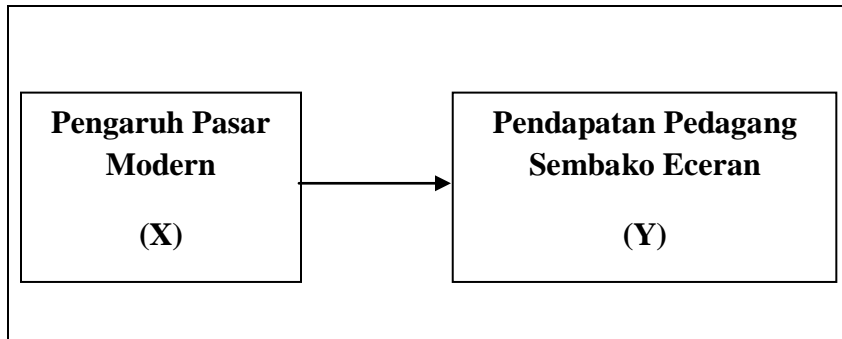 Pengaruh Pasar
Modern
(X)
Pendapatan Pedagang
Sembako Eceran
(Y)